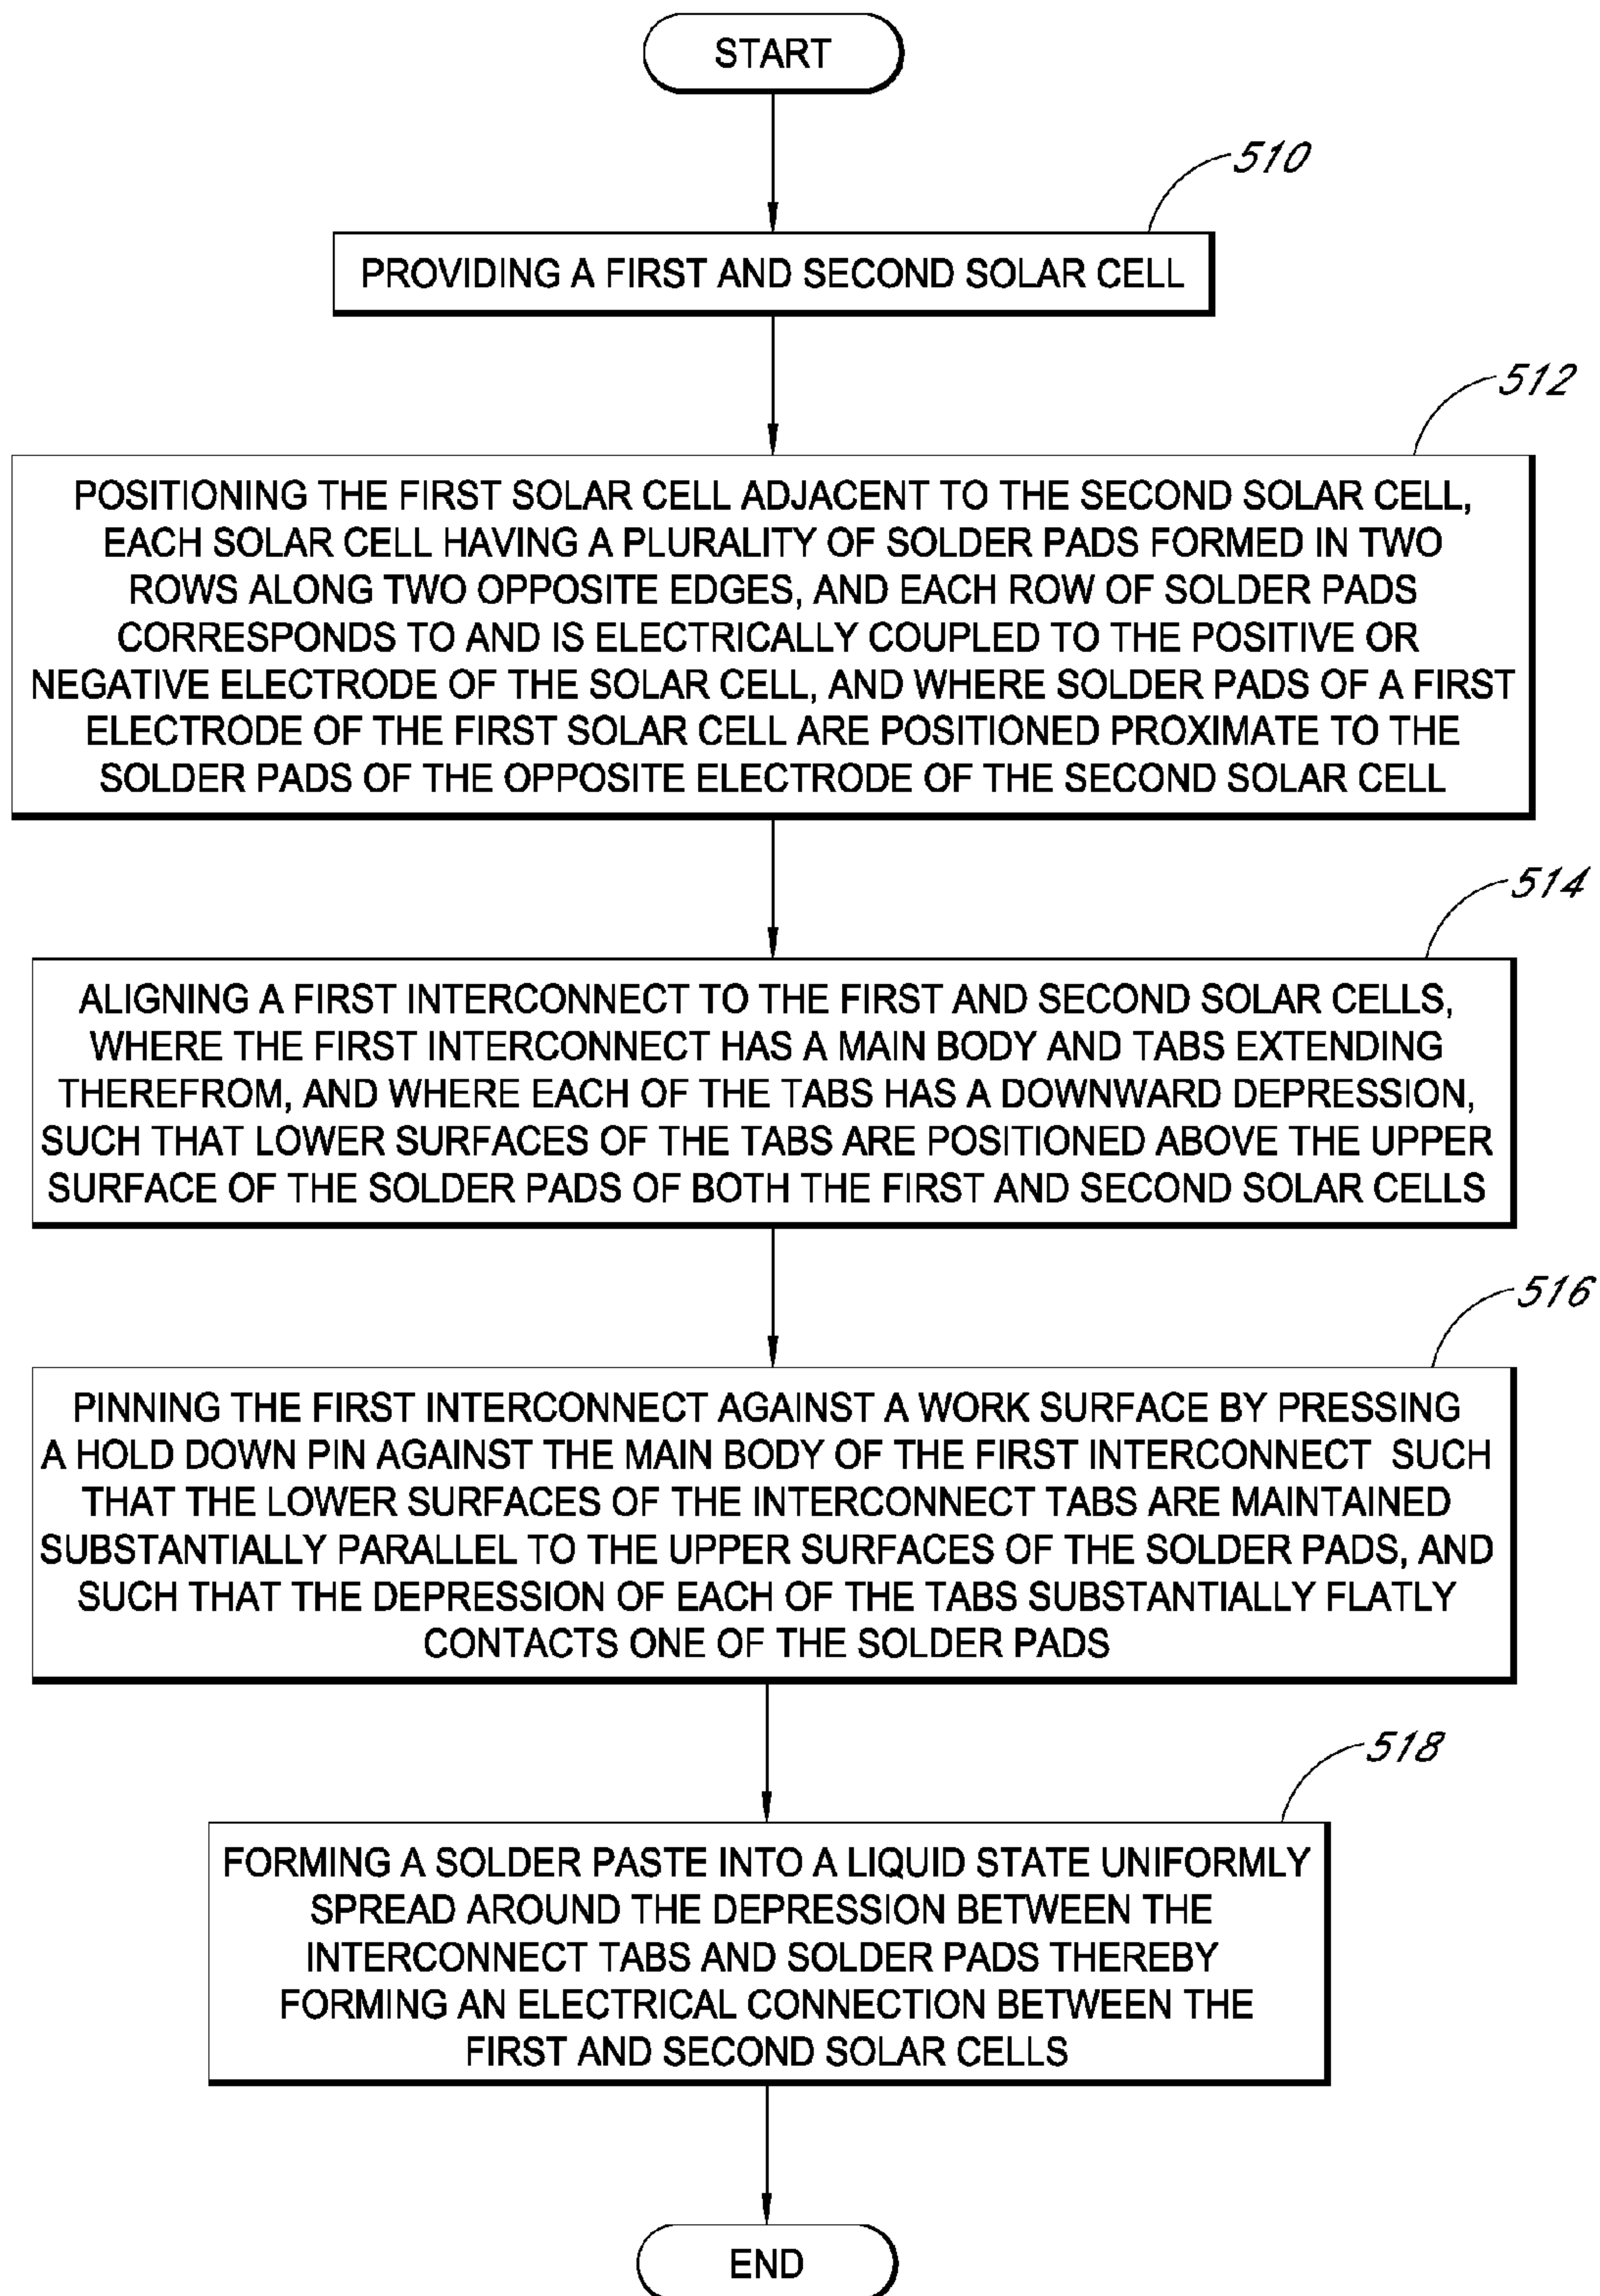 START
510
PROVIDING A FIRST AND SECOND SOLAR CELL
512
POSITIONING THE FIRST SOLAR CELL ADJACENT TO THE SECOND SOLAR CELL,
EACH SOLAR CELL HAVING A PLURALITY OF SOLDER PADS FORMED IN TWO
ROWS ALONG TWO OPPOSITE EDGES, AND EACH ROW OF SOLDER PADS
CORRESPONDS TO AND IS ELECTRICALLY COUPLED TO THE POSITIVE OR
NEGATIVE ELECTRODE OF THE SOLAR CELL, AND WHERE SOLDER PADS OF A FIRST
ELECTRODE OF THE FIRST SOLAR CELL ARE POSITIONED PROXIMATE TO THE
SOLDER PADS OF THE OPPOSITE ELECTRODE OF THE SECOND SOLAR CELL
514
ALIGNING A FIRST INTERCONNECT TO THE FIRST AND SECOND SOLAR CELLS,
WHERE THE FIRST INTERCONNECT HAS A MAIN BODY AND TABS EXTENDING
THEREFROM, AND WHERE EACH OF THE TABS HAS A DOWNWARD DEPRESSION,
SUCH THAT LOWER SURFACES OF THE TABS ARE POSITIONED ABOVE THE UPPER
SURFACE OF THE SOLDER PADS OF BOTH THE FIRST AND SECOND SOLAR CELLS
516
PINNING THE FIRST INTERCONNECT AGAINST A WORK SURFACE BY PRESSING
A HOLD DOWN PIN AGAINST THE MAIN BODY OF THE FIRST INTERCONNECT SUCH
THAT THE LOWER SURFACES OF THE INTERCONNECT TABS ARE MAINTAINED
SUBSTANTIALLY PARALLEL TO THE UPPER SURFACES OF THE SOLDER PADS, AND
SUCH THAT THE DEPRESSION OF EACH OF THE TABS SUBSTANTIALLY FLATLY
CONTACTS ONE OF THE SOLDER PADS
518
FORMING A SOLDER PASTE INTO A LIQUID STATE UNIFORMLY
SPREAD AROUND THE DEPRESSION BETWEEN THE
INTERCONNECT TABS AND SOLDER PADS THEREBY
FORMING AN ELECTRICAL CONNECTION BETWEEN THE
FIRST AND SECOND SOLAR CELLS
END